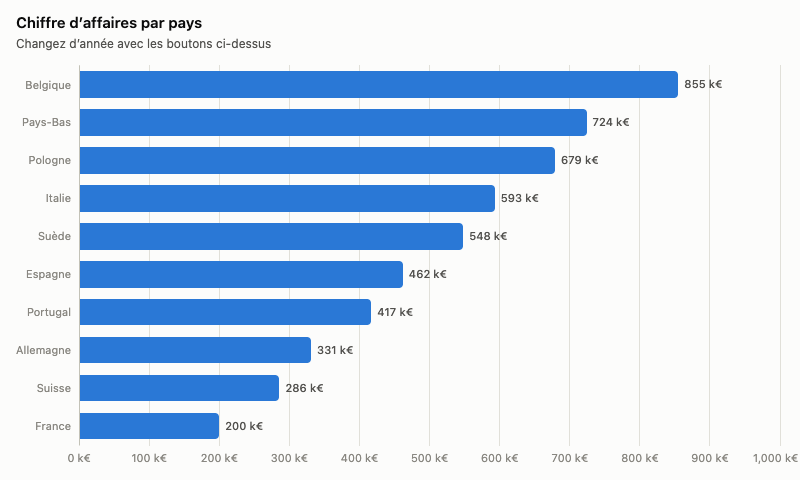 Chiffre d’affaires par pays
Changez d’année avec les boutons ci-dessus
Belgique 855 k€
Pays-Bas 724 k€
Pologne 679 k€
Italie 593 k€
Suède 548 k€
Espagne 462 k€
Portugal 417 k€
Allemagne 331 k€
Suisse 286 k€
France 200 k€
0 k€ 100 k€ 200 k€ 300 k€ 400 k€ 500 k€ 600 k€ 700 k€ 800 k€ 900 k€ 1,000 k€